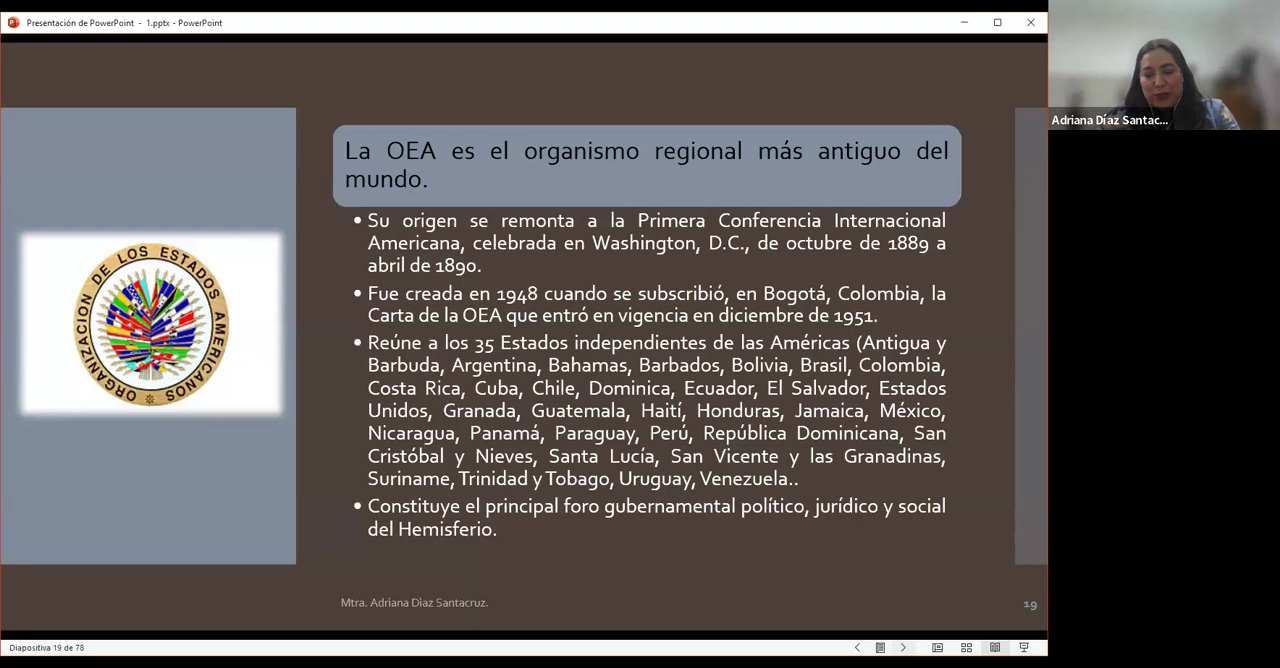 Presentación de PowerPoint - 1.pptx - PowerPoint
Adriana Díaz Santac...
La OEA es el organismo regional más antiguo del
mundo.
• Su origen se remonta a la Primera Conferencia Internacional
Americana, celebrada en Washington, D.C., de octubre de 1889 a
abril de 1890.
• Fue creada en 1948 cuando se subscribió, en Bogotá, Colombia, la
Carta de la OEA que entró en vigencia en diciembre de 1951.
• Reúne a los 35 Estados independientes de las Américas (Antigua y
Barbuda, Argentina, Bahamas, Barbados, Bolivia, Brasil, Colombia,
Costa Rica, Cuba, Chile, Dominica, Ecuador, El Salvador, Estados
Unidos, Granada, Guatemala, Haití, Honduras, Jamaica, México,
Nicaragua, Panamá, Paraguay, Perú, República Dominicana, San
Cristóbal y Nieves, Santa Lucía, San Vicente y las Granadinas,
Suriname, Trinidad y Tobago, Uruguay, Venezuela..
• Constituye el principal foro gubernamental político, jurídico y social
del Hemisferio.
ORGANIZACION DE LOS ESTADOS AMERICANOS
Mtra. Adriana Dìaz Santacruz.
19
Diapositiva 19 de 78